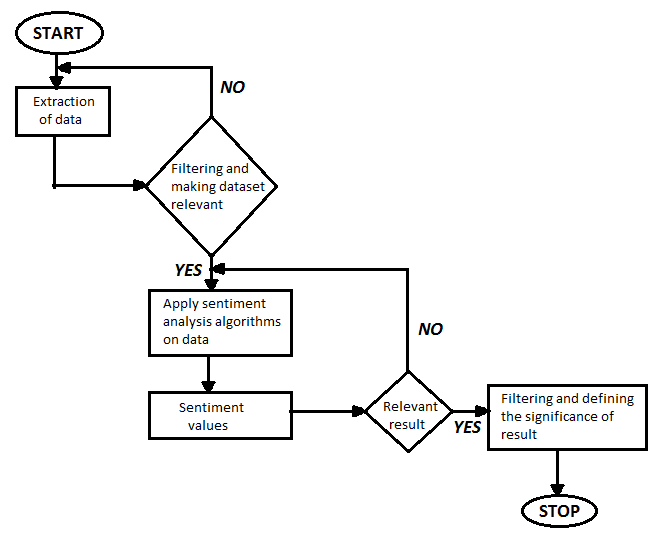 START
NO
Extraction
of data
Filtering and
making dataset
relevant
YES
Apply sentiment
analysis algorithms
on data
NO
Sentiment
values
Relevant
result
YES
Filtering and defining
the significance of
result
STOP